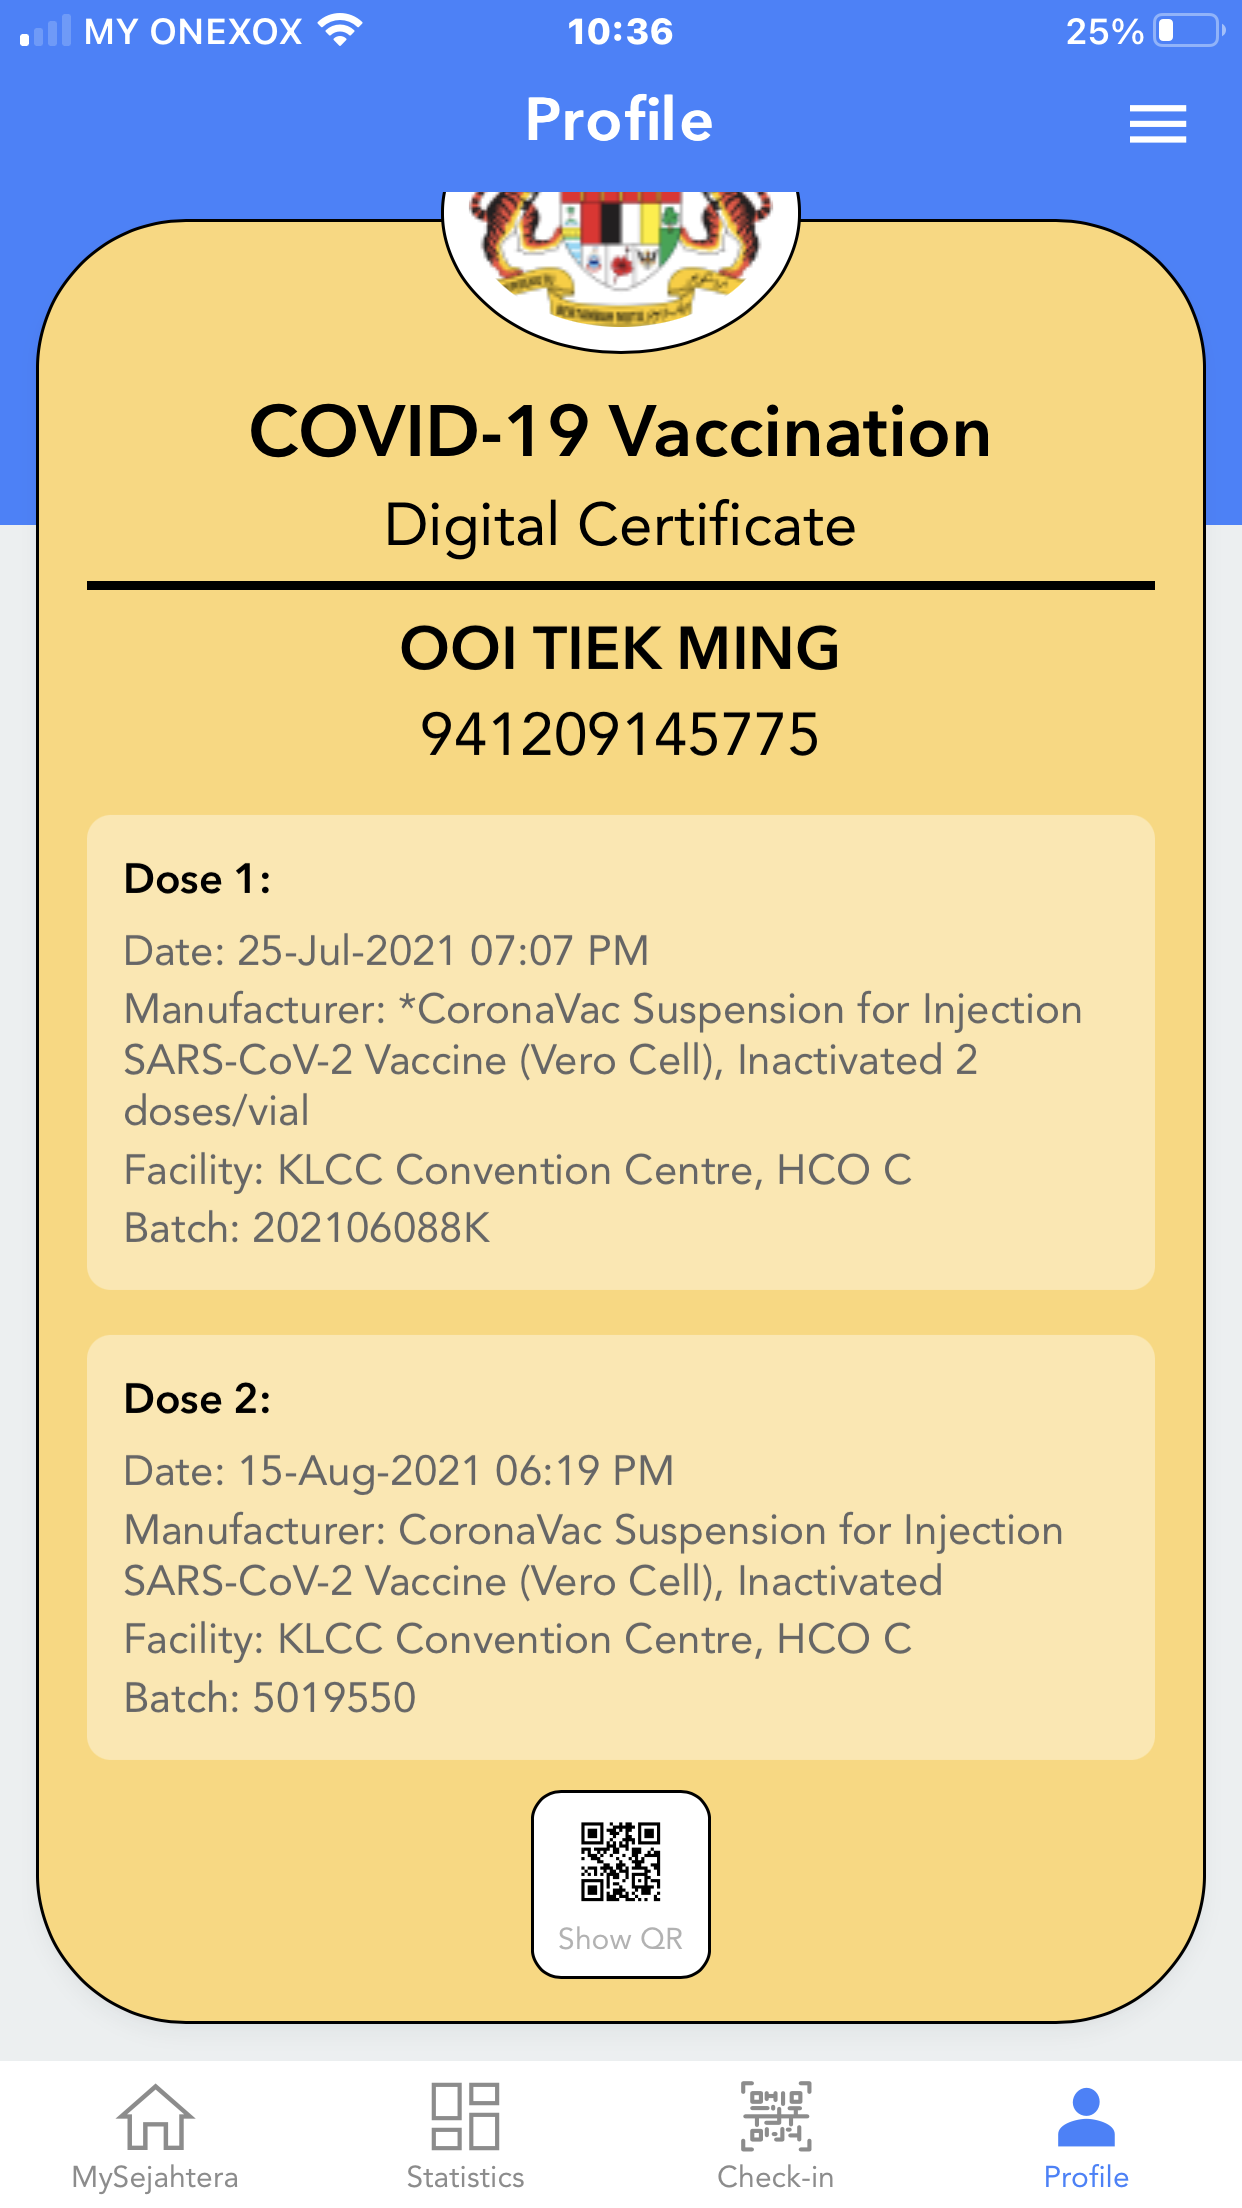 MY ONEXOX 10:36 25%
Profile
COVID-19 Vaccination
Digital Certificate
OOI TIEK MING
941209145775
Dose 1:
Date: 25-Jul-2021 07:07 PM
Manufacturer: *CoronaVac Suspension for Injection
SARS-CoV-2 Vaccine (Vero Cell), Inactivated 2
doses/vial
Facility: KLCC Convention Centre, HCO C
Batch: 202106088K
Dose 2:
Date: 15-Aug-2021 06:19 PM
Manufacturer: CoronaVac Suspension for Injection
SARS-CoV-2 Vaccine (Vero Cell), Inactivated
Facility: KLCC Convention Centre, HCO C
Batch: 5019550
Show QR
MySejahtera Statistics Check-in Profile